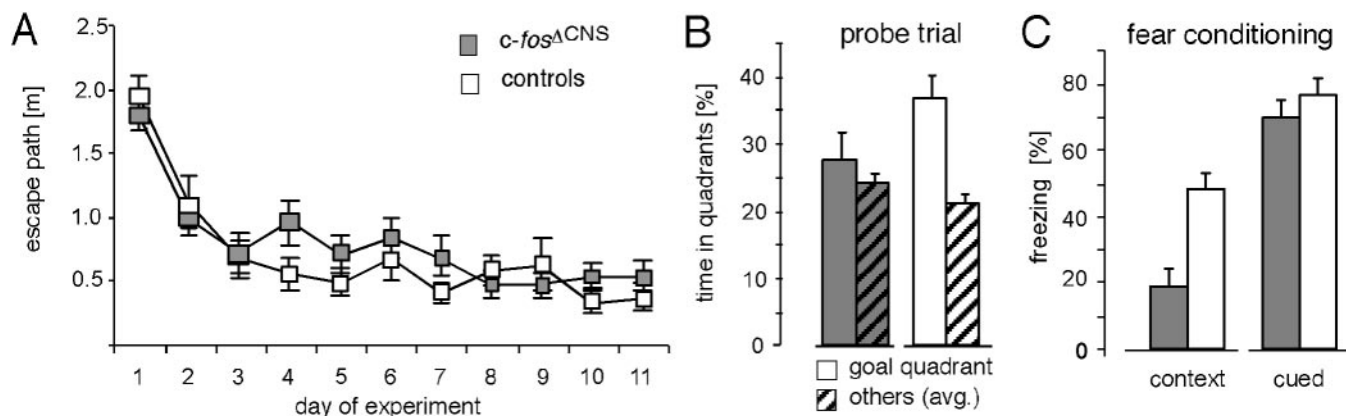 A
escape path [m]
2.5
2.0
1.5
1.0
0.5
c-fosΔCNS
controls
1 2 3 4 5 6 7 8 9 10 11
day of experiment
B
probe trial
time in quadrants [%]
40
30
20
10
0
goal quadrant
others (avg.)
C
fear conditioning
freezing [%]
80
60
40
20
0
context cued